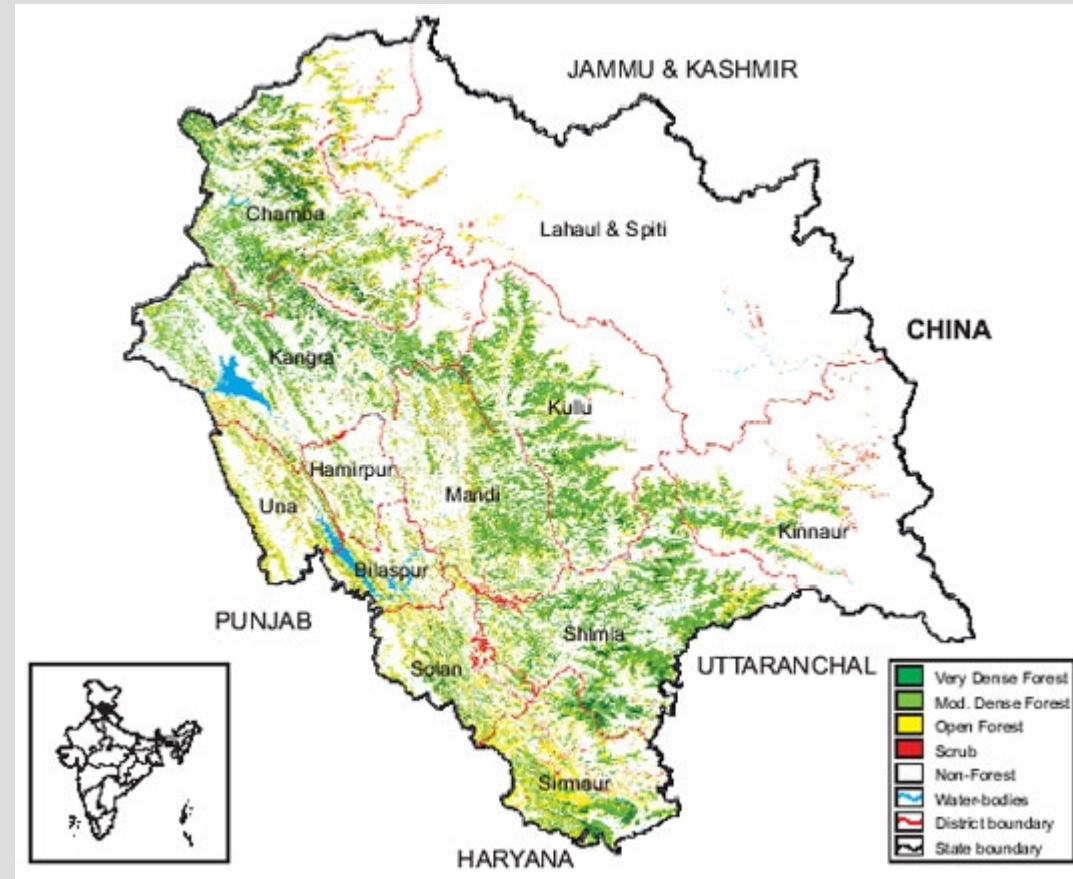 JAMMU & KASHMIR
Chamba
Lahaul & Spiti
CHINA
Kangra
Kullu
Hamirpur
Una
Mandi
Kinnaur
Bilaspur
PUNJAB
Shimla
Solan
UTTARANCHAL
Sirmaur
HARYANA
Very Dense Forest
Mod. Dense Forest
Open Forest
Scrub
Non-Forest
Water-bodies
District boundary
State boundary